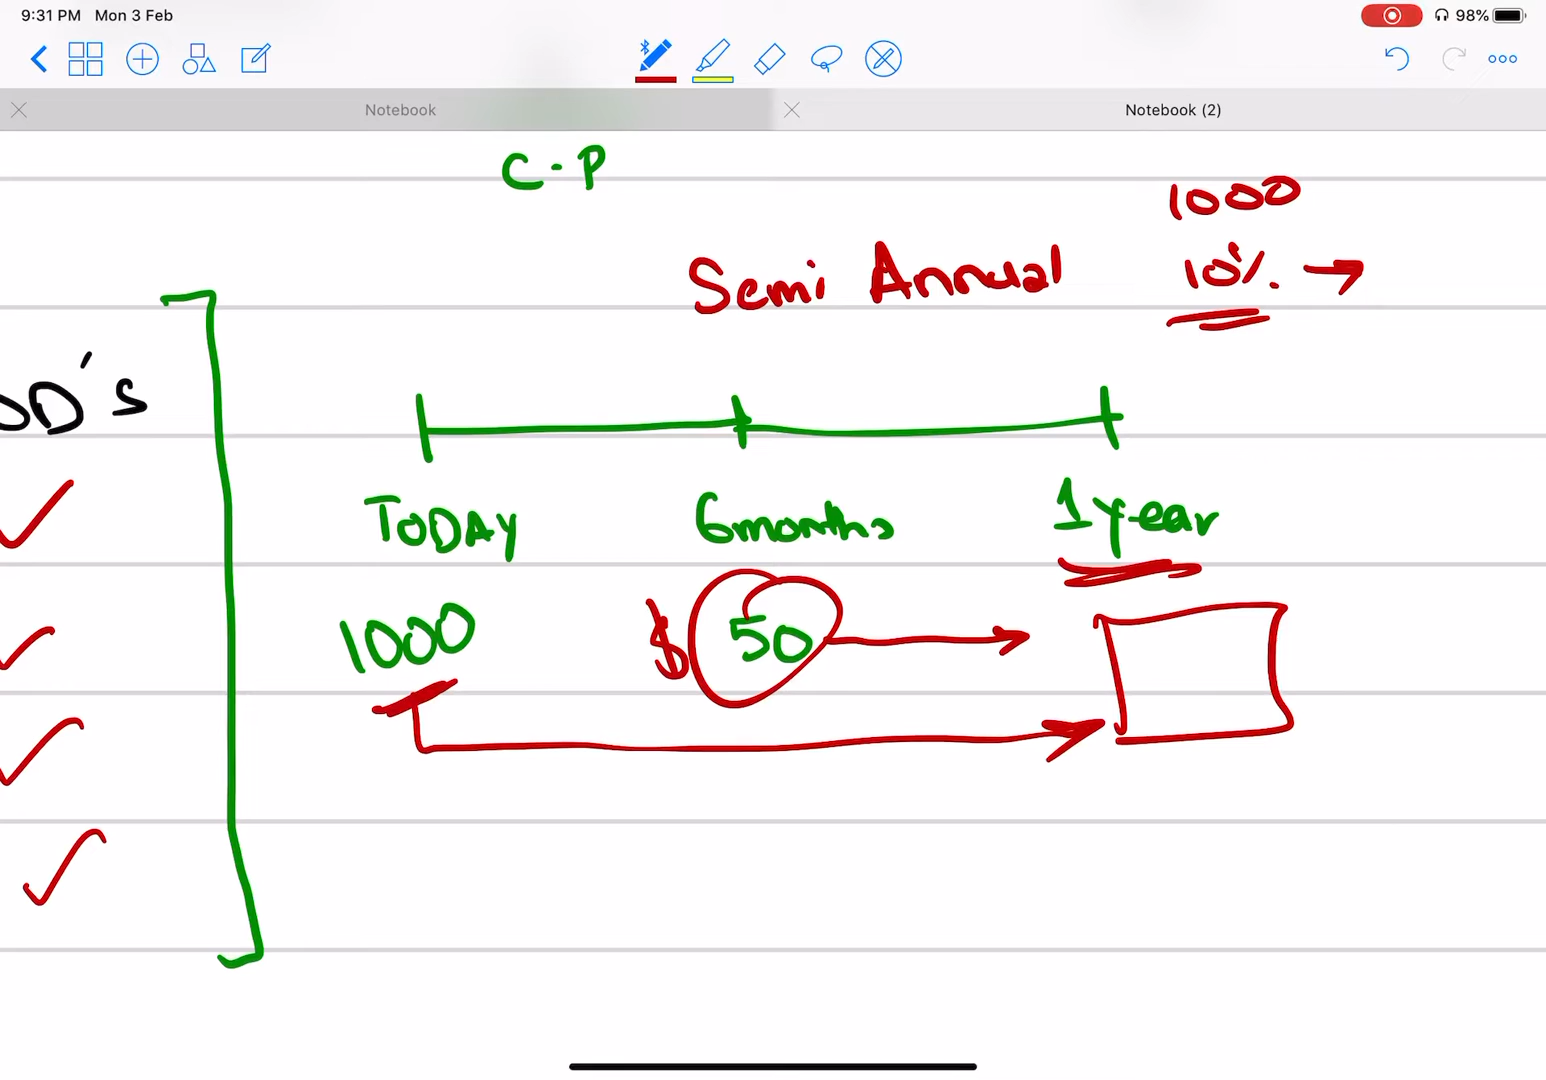 9:31 PM Mon 3 Feb 98%
Notebook Notebook (2)
C-P
1000
Semi Annual 10% →
D's
TODAY 6months 1year
1000 $ 50